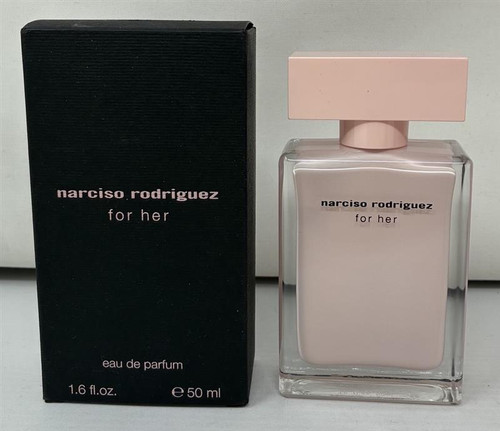 narciso rodriguez
for her
eau de parfum
1.6 fl.oz. ℮ 50 ml
narciso rodriguez
for her